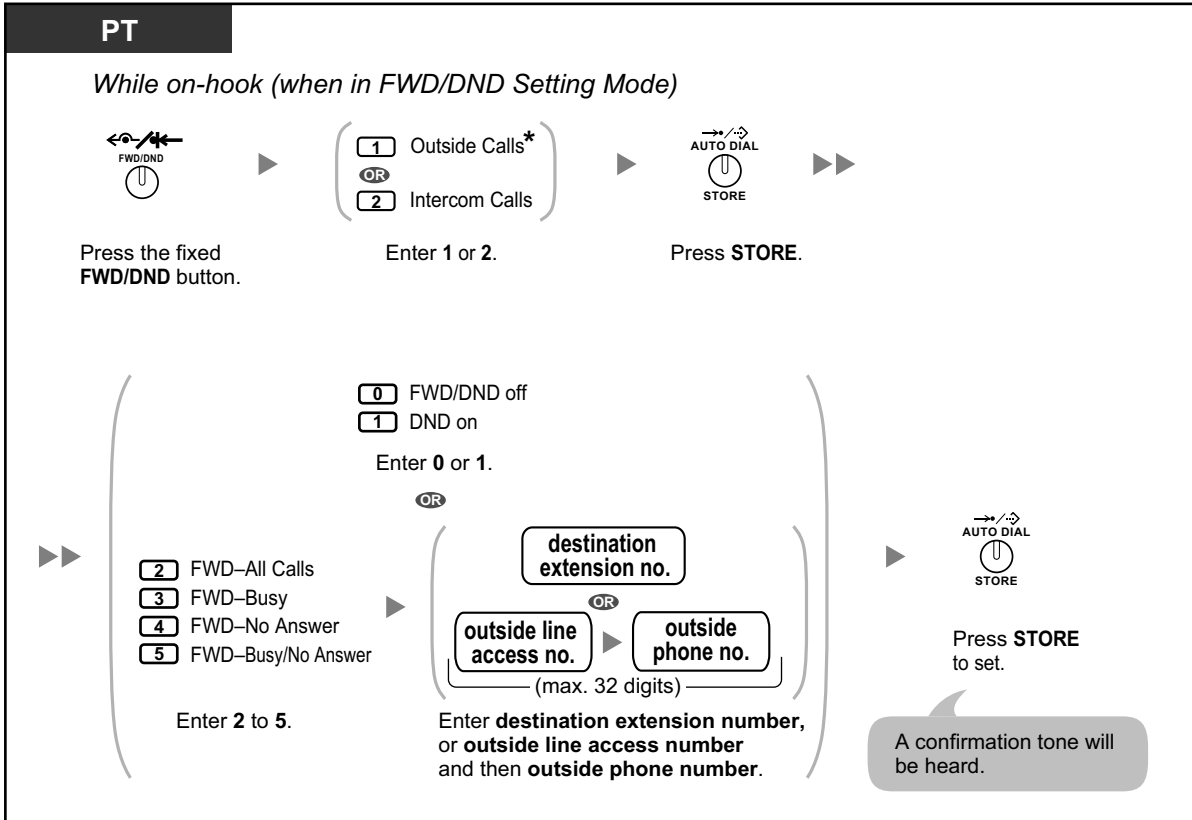 PT
While on-hook (when in FWD/DND Setting Mode)
FWD/DND
1 Outside Calls*
OR
2 Intercom Calls
AUTO DIAL
STORE
Press the fixed
FWD/DND button.
Enter 1 or 2.
Press STORE.
0 FWD/DND off
1 DND on
Enter 0 or 1.
OR
2 FWD–All Calls
3 FWD–Busy
4 FWD–No Answer
5 FWD–Busy/No Answer
Enter 2 to 5.
destination
extension no.
OR
outside line
access no.
outside
phone no.
(max. 32 digits)
Enter destination extension number,
or outside line access number
and then outside phone number.
AUTO DIAL
STORE
Press STORE
to set.
A confirmation tone will
be heard.